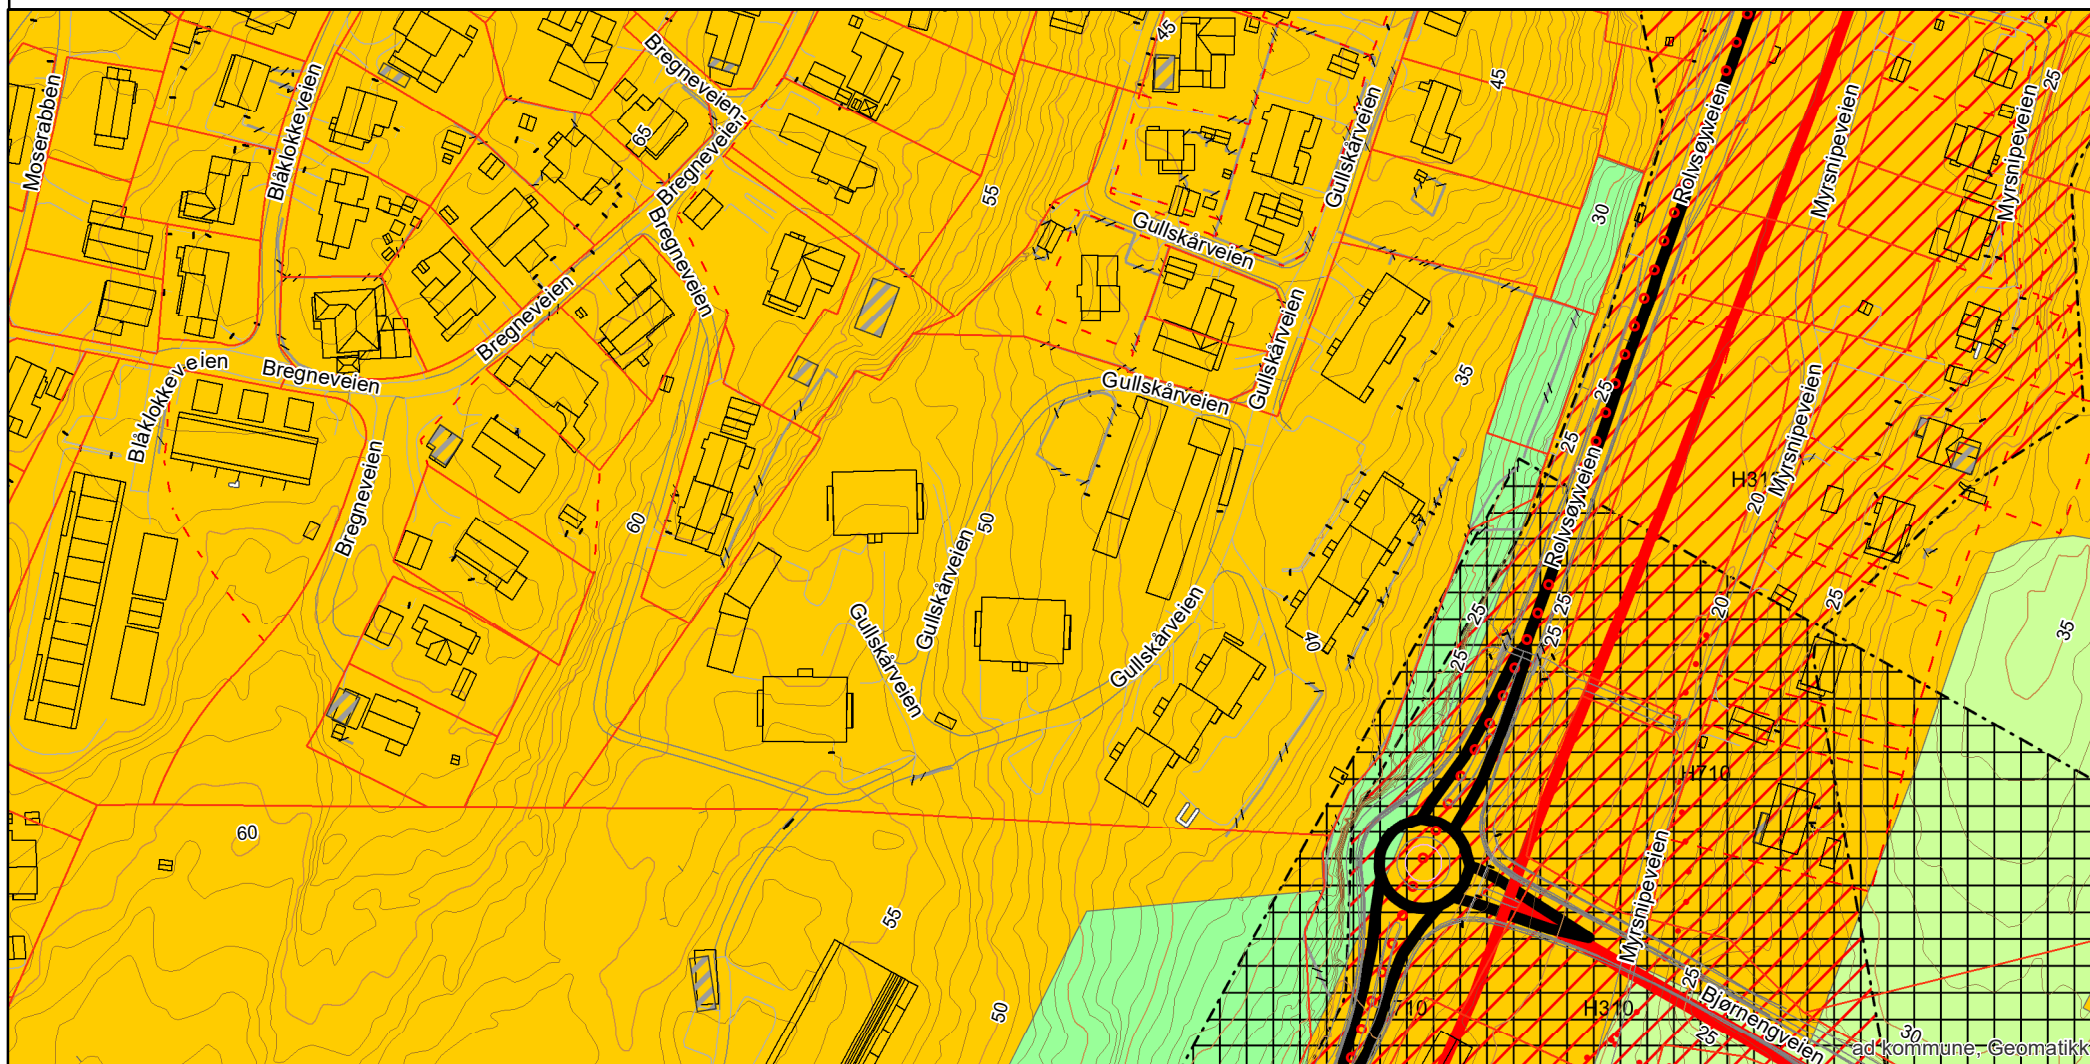 45
Bregneveien
45
25
Moserabben
Blåklokkeveien
65
Bregneveien
Gullskårveien
Rolvsøyveien
Myrsnipeveien
Myrsnipeveien
Bregneveien
55
Gullskårveien
30
Bregneveien
Gullskårveien
35
25
Blåklokkeveien
Bregneveien
Gullskårveien
25
Myrsnipeveien
Bregneveien
60
Gullskårveien
50
Rolvsøyveien
20
Gullskårveien
Gullskårveien
40
25
25
25
25
20
25
35
H710
60
55
50
Myrsnipeveien
H310
25
Bjørnengveien
25
30
ad kommune, Geomatikk